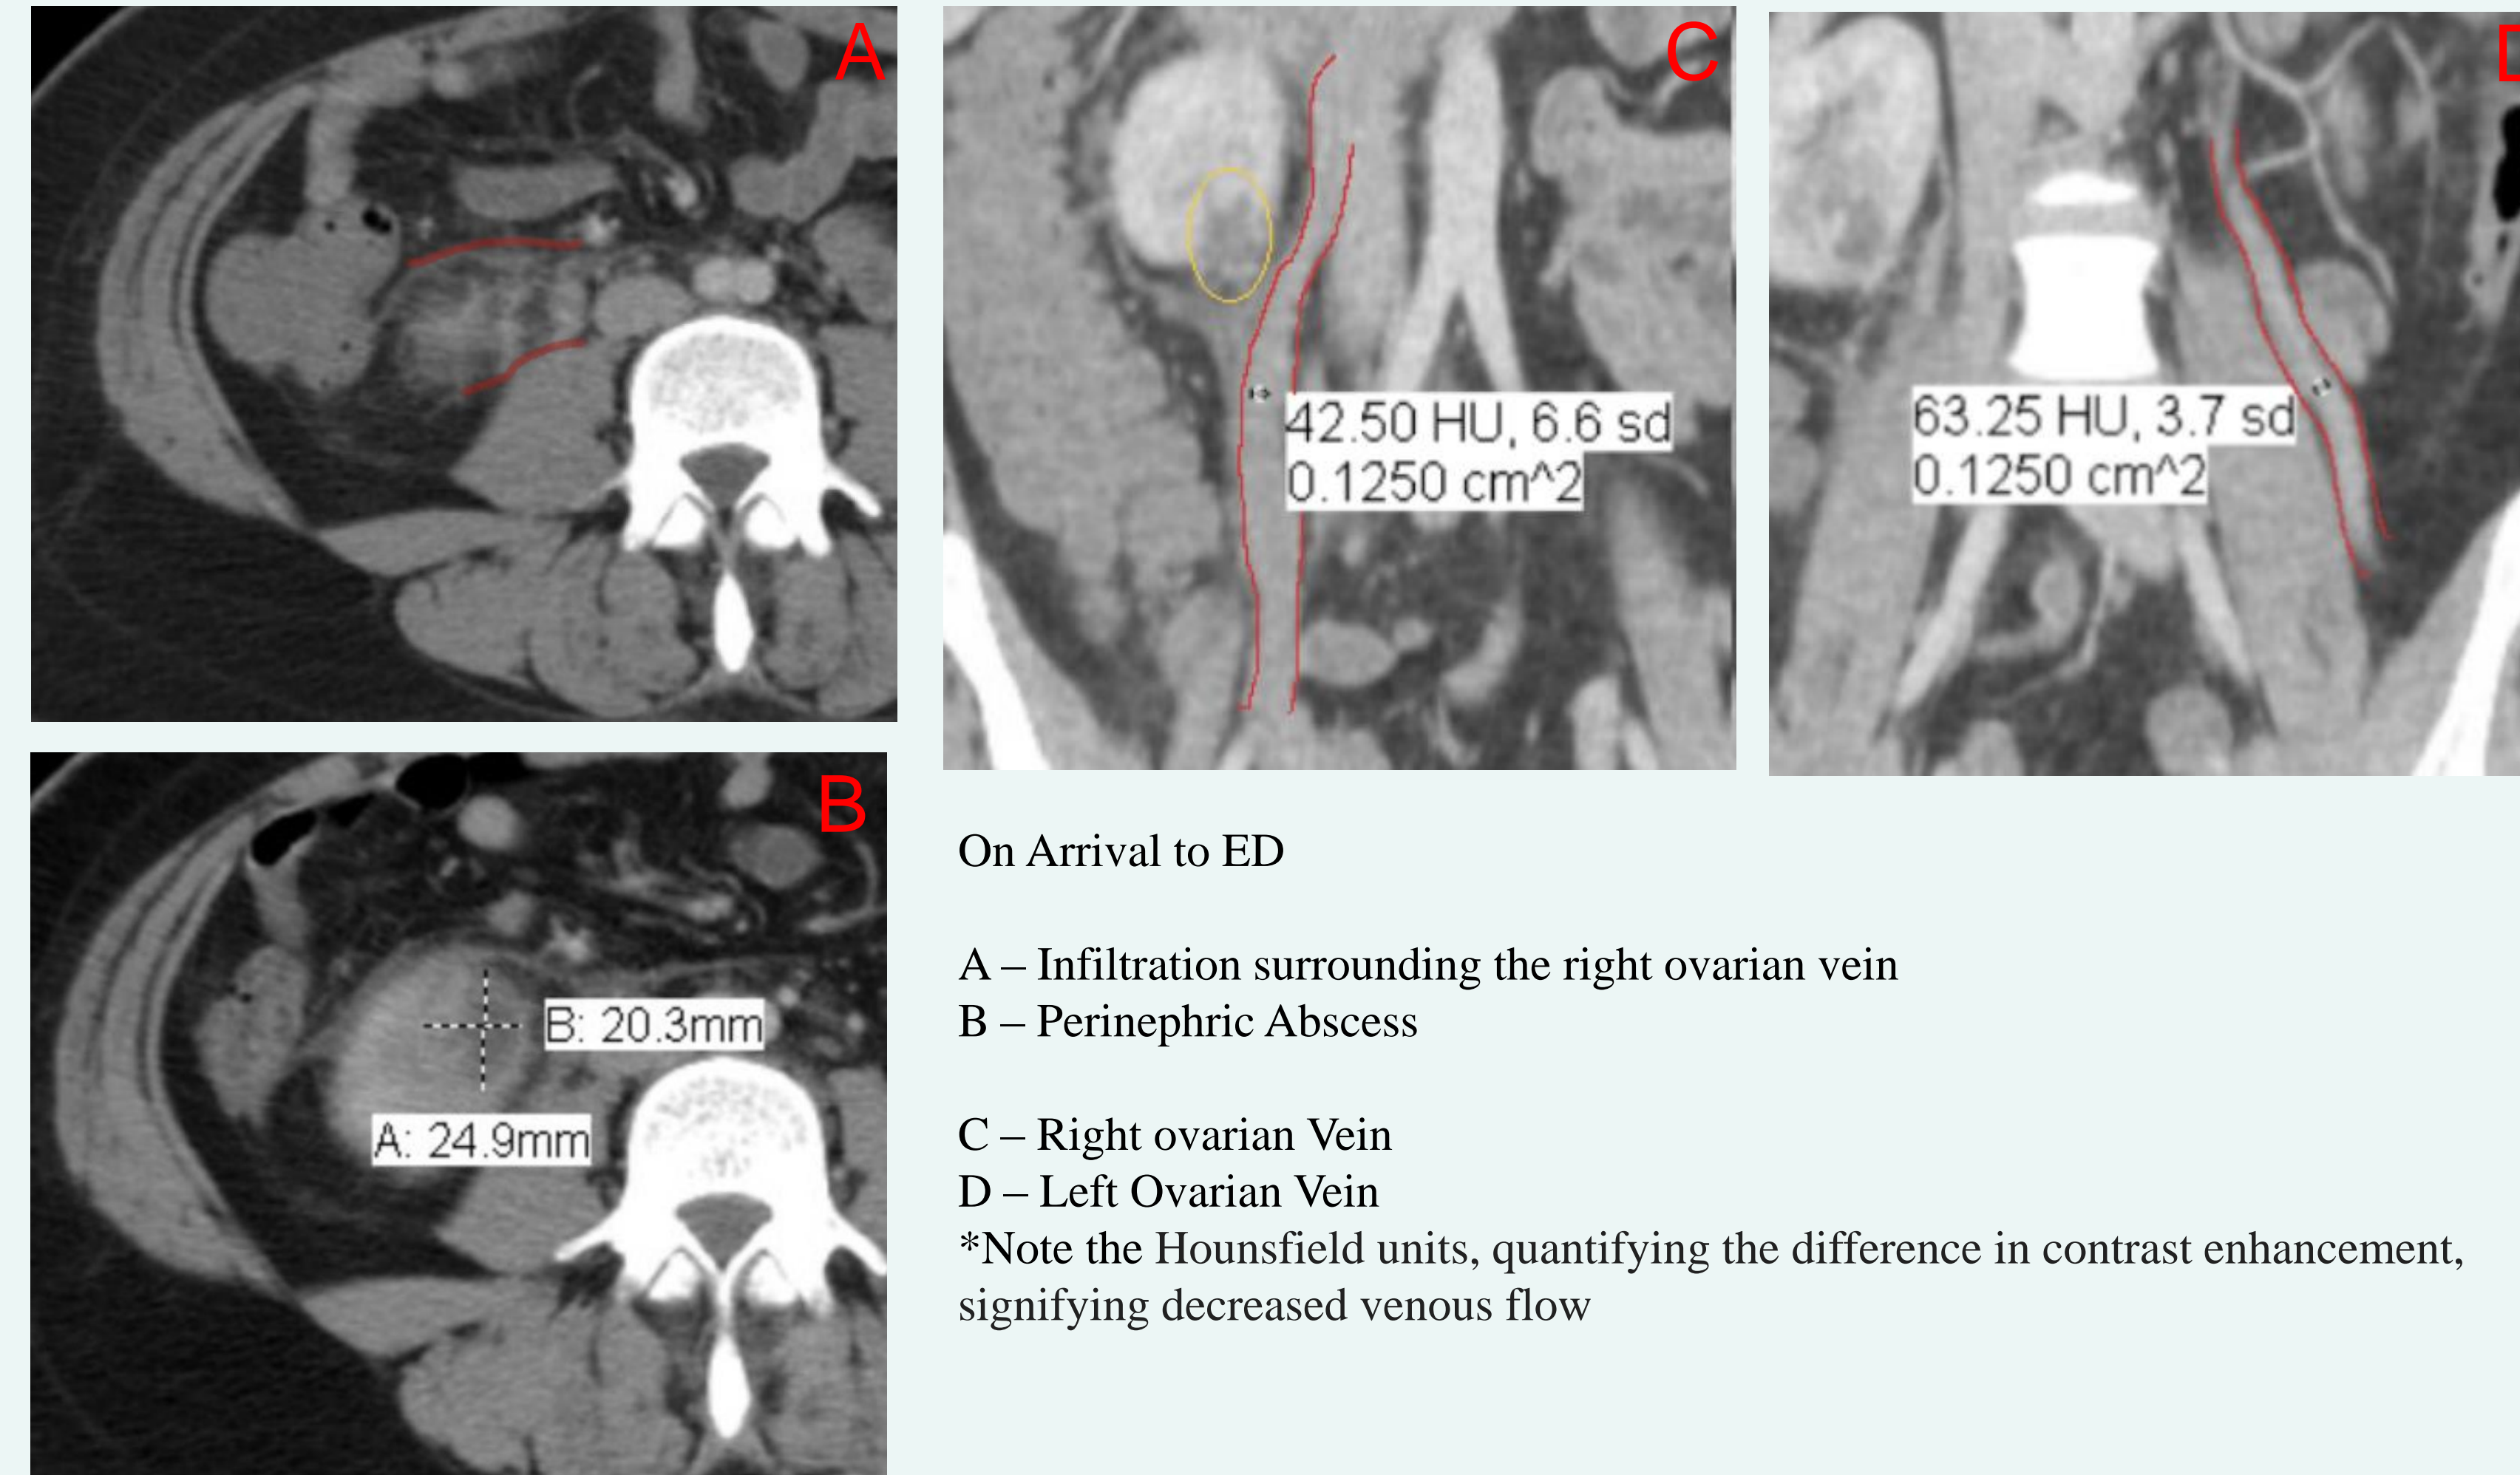 A
C
D
42.50 HU, 6.6 sd
0.1250 cm^2
63.25 HU, 3.7 sd
0.1250 cm^2
B
B: 20.3mm
A: 24.9mm
On Arrival to ED
A – Infiltration surrounding the right ovarian vein
B – Perinephric Abscess
C – Right ovarian Vein
D – Left Ovarian Vein
*Note the Hounsfield units, quantifying the difference in contrast enhancement,
signifying decreased venous flow